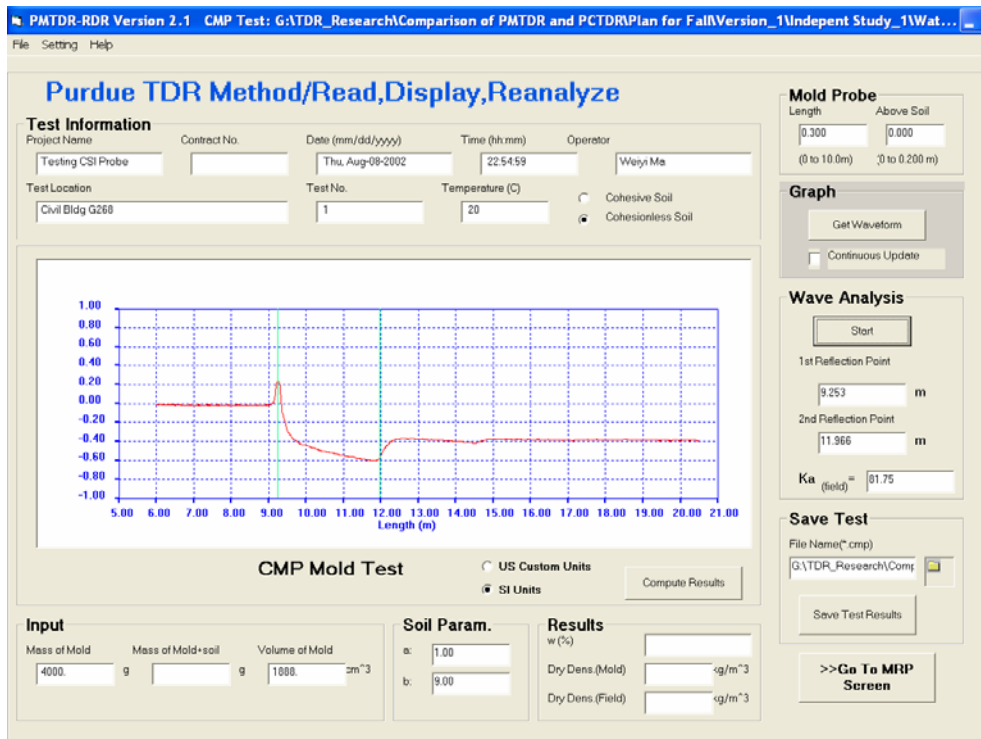 PMTDR-RDR Version 2.1 CMP Test: G:\TDR_Research\Comparison of PMTDR and PCTDR\Plan for Fall\Version_1\Indepent Study_1\Wat...
File Setting Help
Purdue TDR Method/Read,Display,Reanalyze
Test Information
Project Name Contract No. Date (mm/dd/yyyy) Time (hh:mm) Operator
Testing CSI Probe Thu, Aug-08-2002 22:54:59 Weiyi Ma
Test Location Test No. Temperature (C)
Civil Bldg G268 1 20
Cohesive Soil
Cohesionless Soil
1.00
0.80
0.60
0.40
0.20
0.00
-0.20
-0.40
-0.60
-0.80
-1.00
5.00 6.00 7.00 8.00 9.00 10.00 11.00 12.00 13.00 14.00 15.00 16.00 17.00 18.00 19.00 20.00 21.00
Length (m)
CMP Mold Test
US Custom Units
SI Units
Compute Results
Input
Mass of Mold Mass of Mold+soil Volume of Mold
4000. g g 1888. cm^3
Soil Param.
a: 1.00
b: 9.00
Results
w (%)
Dry Dens.(Mold) kg/m^3
Dry Dens.(Field) kg/m^3
Mold Probe
Length Above Soil
0.300 0.000
(0 to 10.0m) (0 to 0.200 m)
Graph
Get Waveform
Continuous Update
Wave Analysis
Start
1st Reflection Point
9.253 m
2nd Reflection Point
11.966 m
Ka (field) = 81.75
Save Test
File Name(*.cmp)
G:\TDR_Research\Comp
Save Test Results
>>Go To MRP
Screen